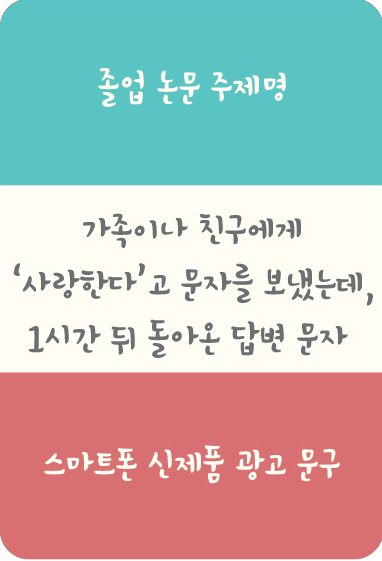 졸업 논문 주제명
가족이나 친구에게
‘사랑한다’고 문자를 보냈는데,
1시간 뒤 돌아온 답변 문자
스마트폰 신제품 광고 문구